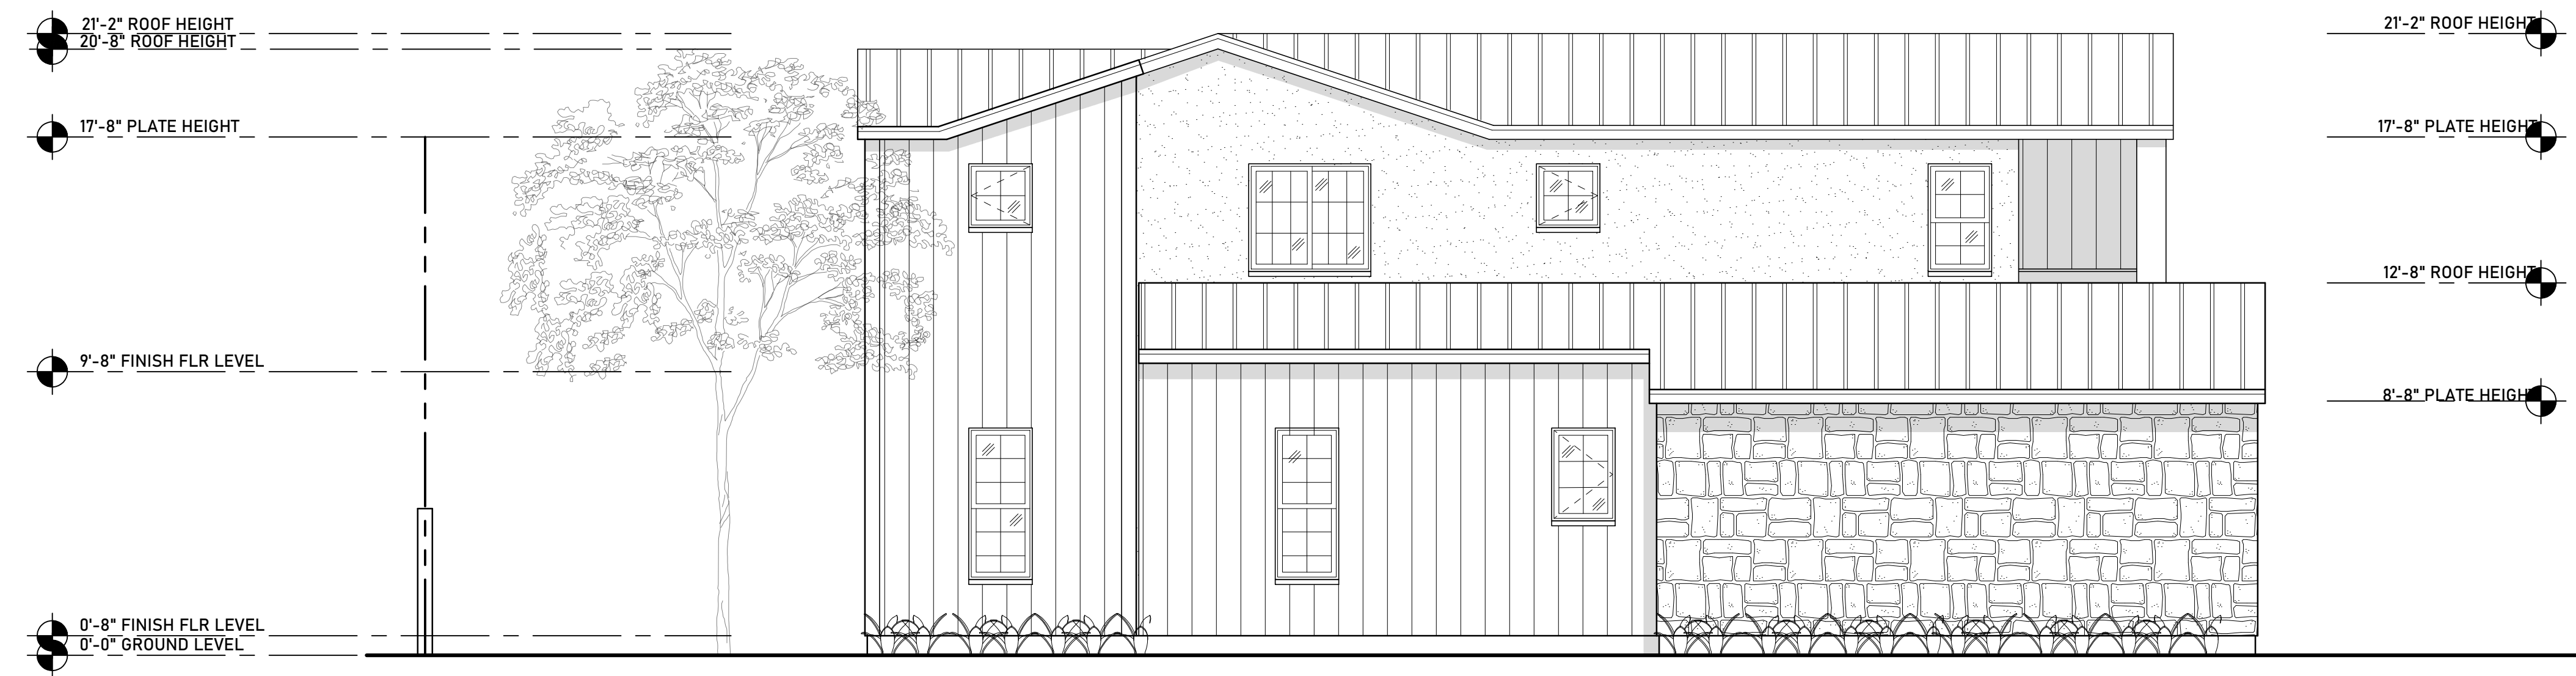 21'-2" ROOF HEIGHT
20'-8" ROOF HEIGHT
17'-8" PLATE HEIGHT
9'-8" FINISH FLR LEVEL
0'-8" FINISH FLR LEVEL
0'-0" GROUND LEVEL
21'-2" ROOF HEIGHT
17'-8" PLATE HEIGHT
12'-8" ROOF HEIGHT
8'-8" PLATE HEIGHT